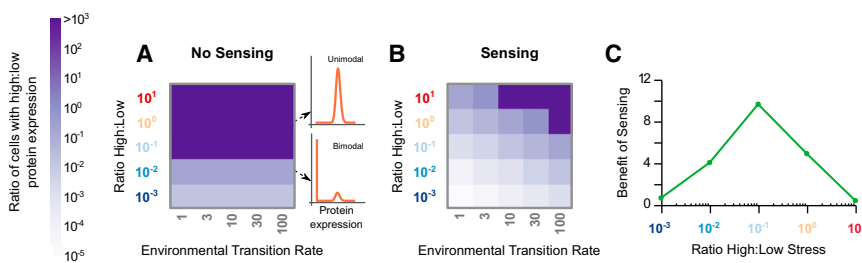 Ratio of cells with high:low
protein expression
>10³
10²
10¹
10⁰
10⁻¹
10⁻²
10⁻³
10⁻⁴
10⁻⁵
A
No Sensing
Ratio High:Low
10¹
10⁰
10⁻¹
10⁻²
10⁻³
1
3
10
30
100
Environmental Transition Rate
Unimodal
Bimodal
Protein
expression
B
Sensing
Ratio High:Low
10¹
10⁰
10⁻¹
10⁻²
10⁻³
1
3
10
30
100
Environmental Transition Rate
C
Benefit of Sensing
12
8
4
0
10⁻³
10⁻²
10⁻¹
10⁰
10
Ratio High:Low Stress